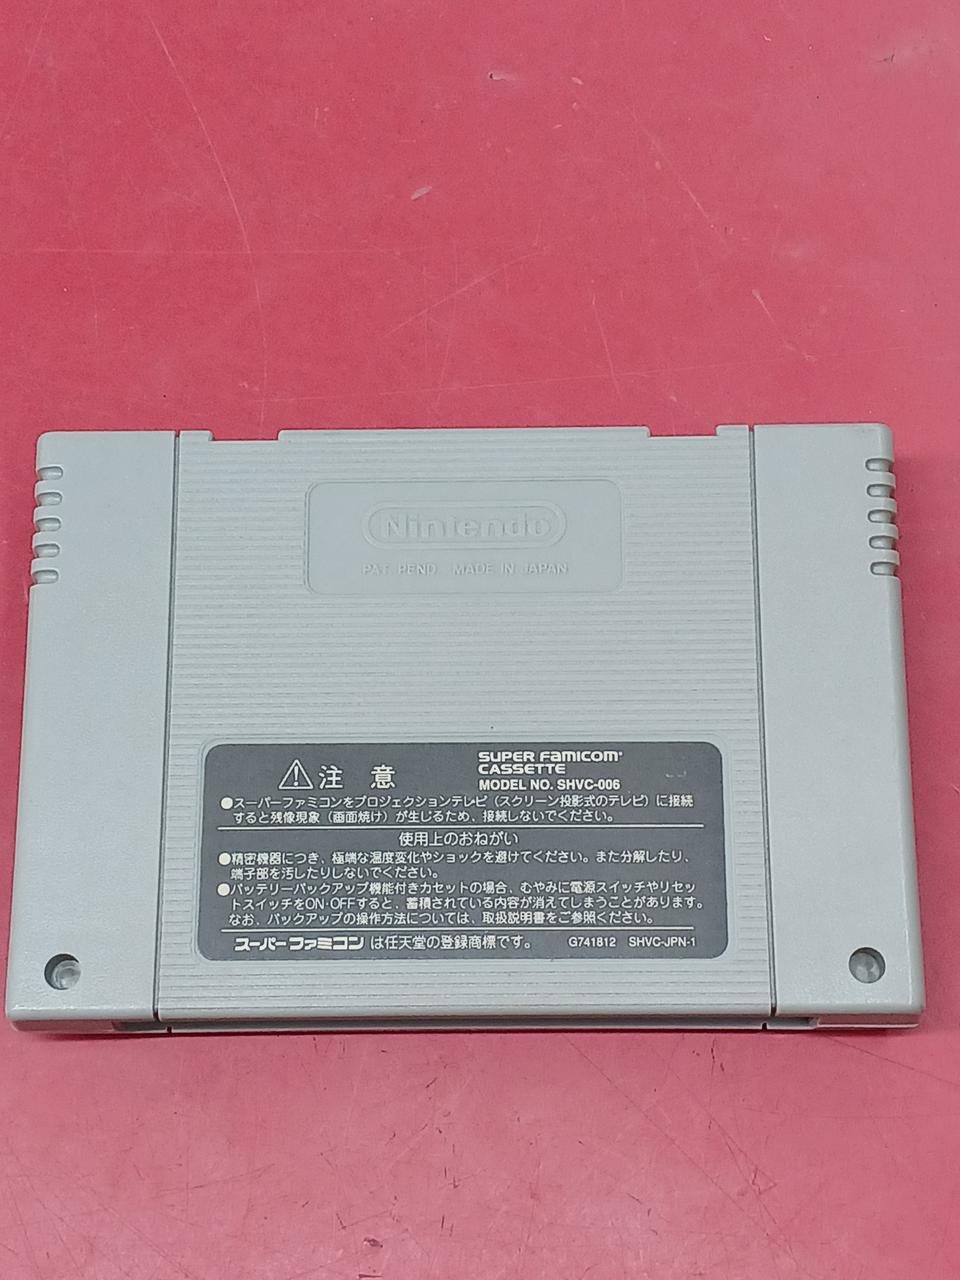 Nintendo
PAT. PEND. MADE IN JAPAN
注 意
SUPER FAMICOM
CASSETTE
MODEL NO. SHVC-006
●スーパーファミコンをプロジェクションテレビ（スクリーン投影式のテレビ）に接続
すると残像現象（画面焼け）が生じるため、接続しないでください。
使用上のおねがい
●精密機器につき、極端な温度変化やショックを避けてください。また分解したり、
端子部を汚したりしないでください。
●バッテリーバックアップ機能付きカセットの場合、むやみに電源スイッチやリセッ
トスイッチをON·OFFすると、蓄積されている内容が消えてしまうことがあります。
なお、バックアップの操作方法については、取扱説明書をご参照ください。
スーパーファミコンは任天堂の登録商標です。 G741812 SHVC-JPN-1